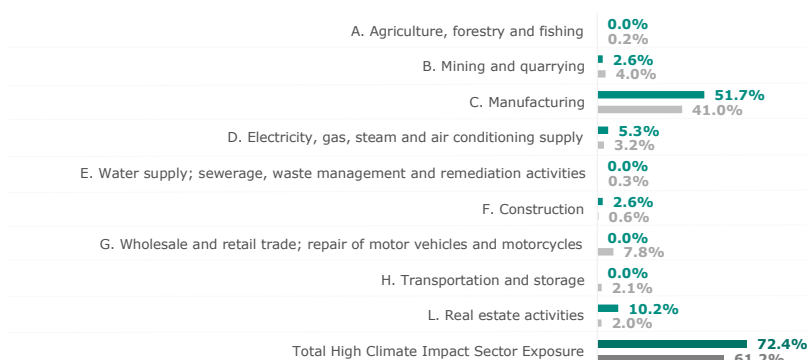 A. Agriculture, forestry and fishing
0.0%
0.2%
B. Mining and quarrying
2.6%
4.0%
C. Manufacturing
51.7%
41.0%
D. Electricity, gas, steam and air conditioning supply
5.3%
3.2%
E. Water supply; sewerage, waste management and remediation activities
0.0%
0.3%
F. Construction
2.6%
0.6%
G. Wholesale and retail trade; repair of motor vehicles and motorcycles
0.0%
7.8%
H. Transportation and storage
0.0%
2.1%
L. Real estate activities
10.2%
2.0%
Total High Climate Impact Sector Exposure
72.4%
61.2%